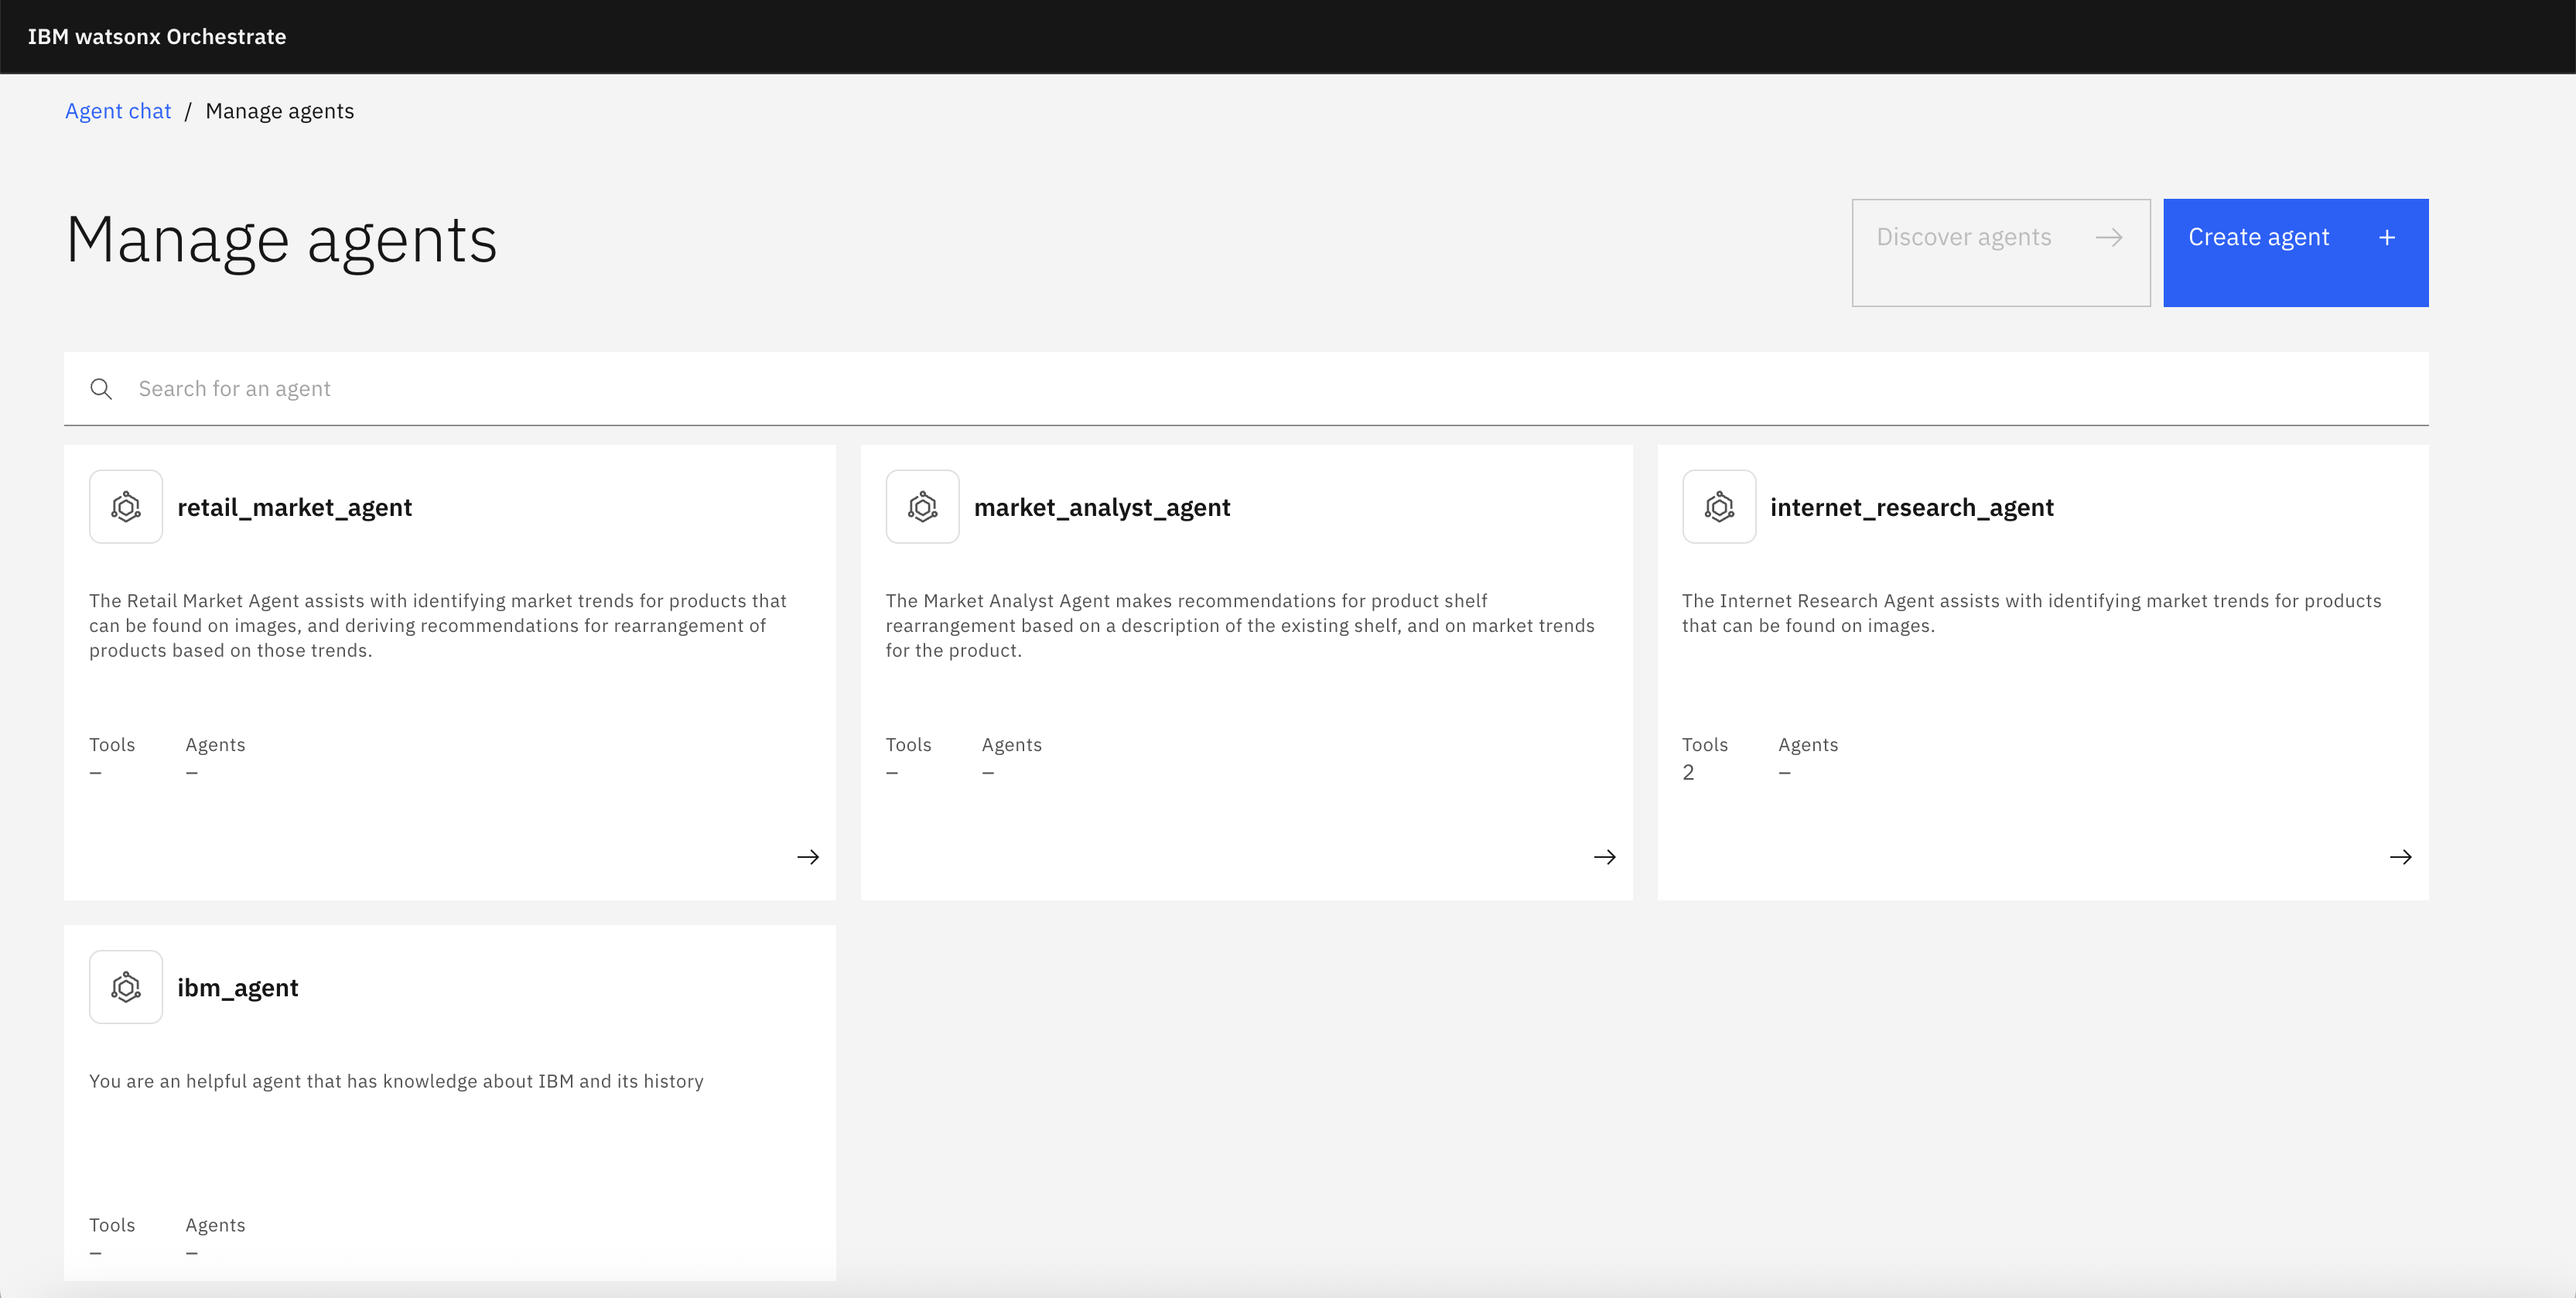 IBM watsonx Orchestrate
Agent chat / Manage agents
Manage agents
Discover agents
Create agent
Search for an agent
retail_market_agent
The Retail Market Agent assists with identifying market trends for products that
can be found on images, and deriving recommendations for rearrangement of
products based on those trends.
Tools Agents
– –
market_analyst_agent
The Market Analyst Agent makes recommendations for product shelf
rearrangement based on a description of the existing shelf, and on market trends
for the product.
Tools Agents
– –
internet_research_agent
The Internet Research Agent assists with identifying market trends for products
that can be found on images.
Tools Agents
2 –
ibm_agent
You are an helpful agent that has knowledge about IBM and its history
Tools Agents
– –